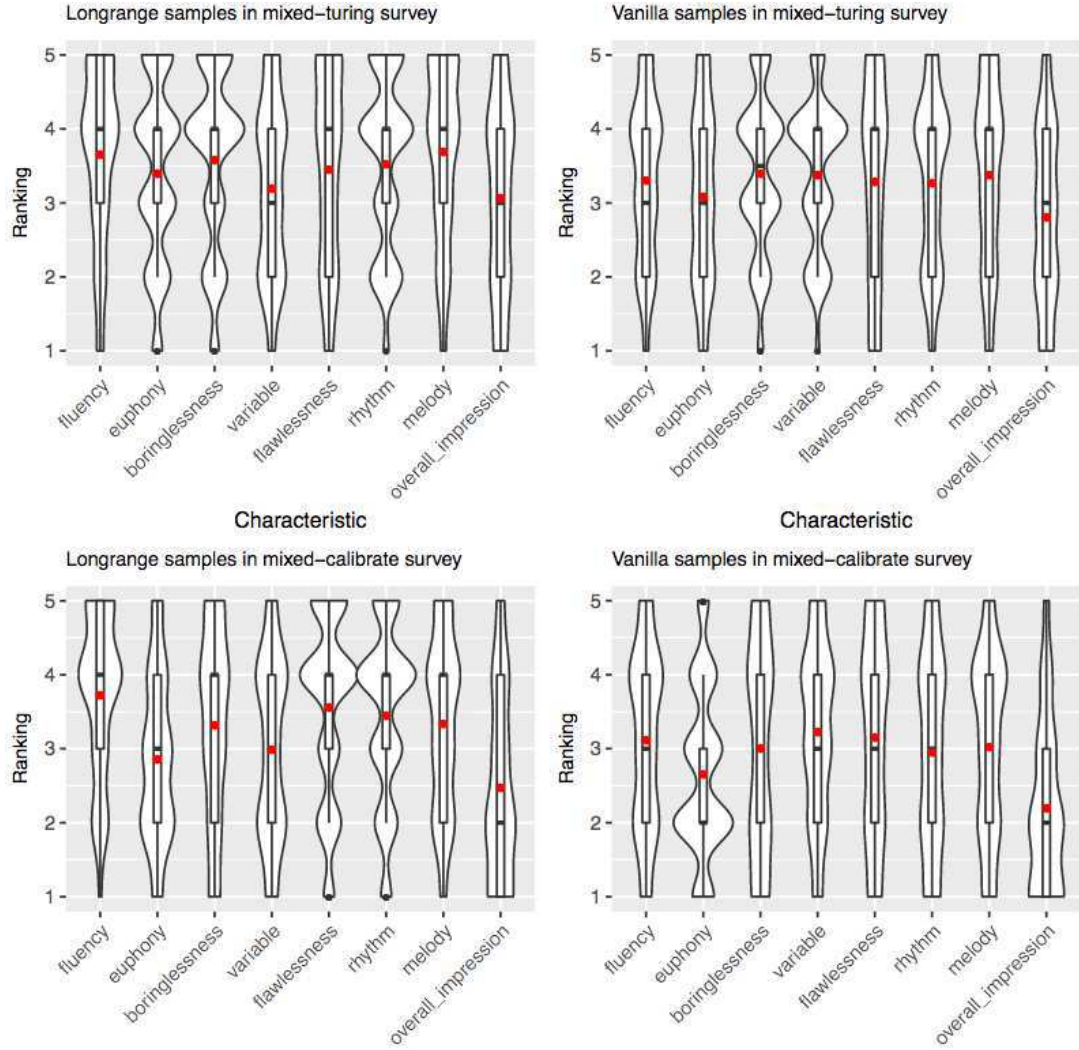 Longrange samples in mixed-turing survey
Ranking
5
4
3
2
1
fluency
euphony
boringlessness
variable
flawlessness
rhythm
melody
overall_impression
Characteristic
Vanilla samples in mixed-turing survey
Ranking
5
4
3
2
1
fluency
euphony
boringlessness
variable
flawlessness
rhythm
melody
overall_impression
Characteristic
Longrange samples in mixed-calibrate survey
Ranking
5
4
3
2
1
fluency
euphony
boringlessness
variable
flawlessness
rhythm
melody
overall_impression
Vanilla samples in mixed-calibrate survey
Ranking
5
4
3
2
1
fluency
euphony
boringlessness
variable
flawlessness
rhythm
melody
overall_impression